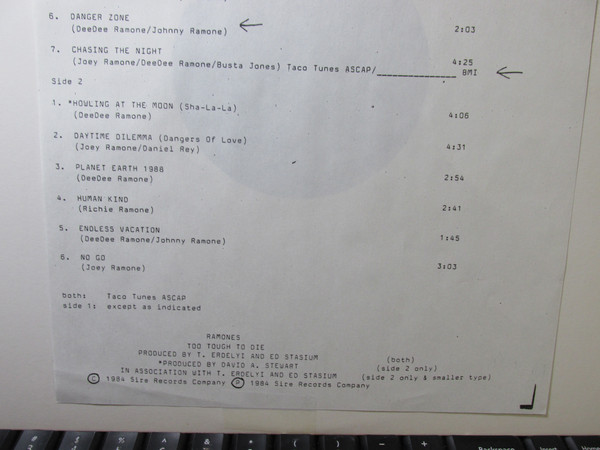 6. DANGER ZONE
(DeeDee Ramone/Johnny Ramone) 2:03
7. CHASING THE NIGHT
(Joey Ramone/DeeDee Ramone/Busta Jones) Taco Tunes ASCAP/______________ BMI 4:25
Side 2
1. *HOWLING AT THE MOON (Sha-La-La)
(DeeDee Ramone) 4:06
2. DAYTIME DILEMMA (Dangers Of Love)
(Joey Ramone/Daniel Rey) 4:31
3. PLANET EARTH 1988
(DeeDee Ramone) 2:54
4. HUMAN KIND
(Richie Ramone) 2:41
5. ENDLESS VACATION
(DeeDee Ramone/Johnny Ramone) 1:45
6. NO GO
(Joey Ramone) 3:03
both: Taco Tunes ASCAP
side 1: except as indicated
RAMONES
TOO TOUGH TO DIE
PRODUCED BY T. ERDELYI AND ED STASIUM (both)
*PRODUCED BY DAVID A. STEWART (side 2 only)
IN ASSOCIATION WITH T. ERDELYI AND ED STASIUM (side 2 only & smaller type)
© 1984 Sire Records Company ℗ 1984 Sire Records Company
# $ % ^ & * ( ) - + Backspace Insert Home